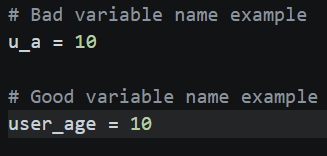 # Bad variable name example
u_a = 10
# Good variable name example
user_age = 10